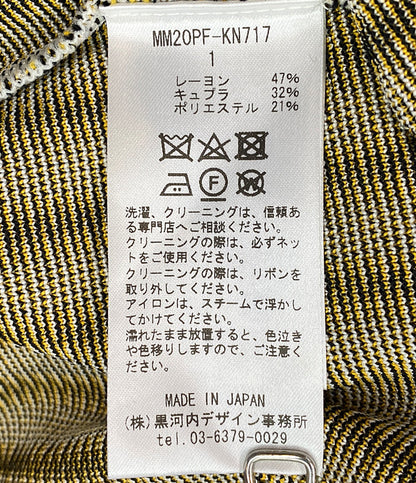 MM20PF-KN717
1
レーヨン 47%
キュプラ 32%
ポリエステル 21%
F W
洗濯、クリーニングは、信頼あ
る専門店へご相談ください。
クリーニングの際は、必ずネッ
トをご使用ください。
クリーニングの際は、リボンを
取り外してください。
アイロンは、スチームで浮かし
てかけてください。
濡れたまま放置すると、色泣き
や色移りしますので、ご注意く
ださい。
MADE IN JAPAN
(株)黒河内デザイン事務所
tel.03-6379-0029